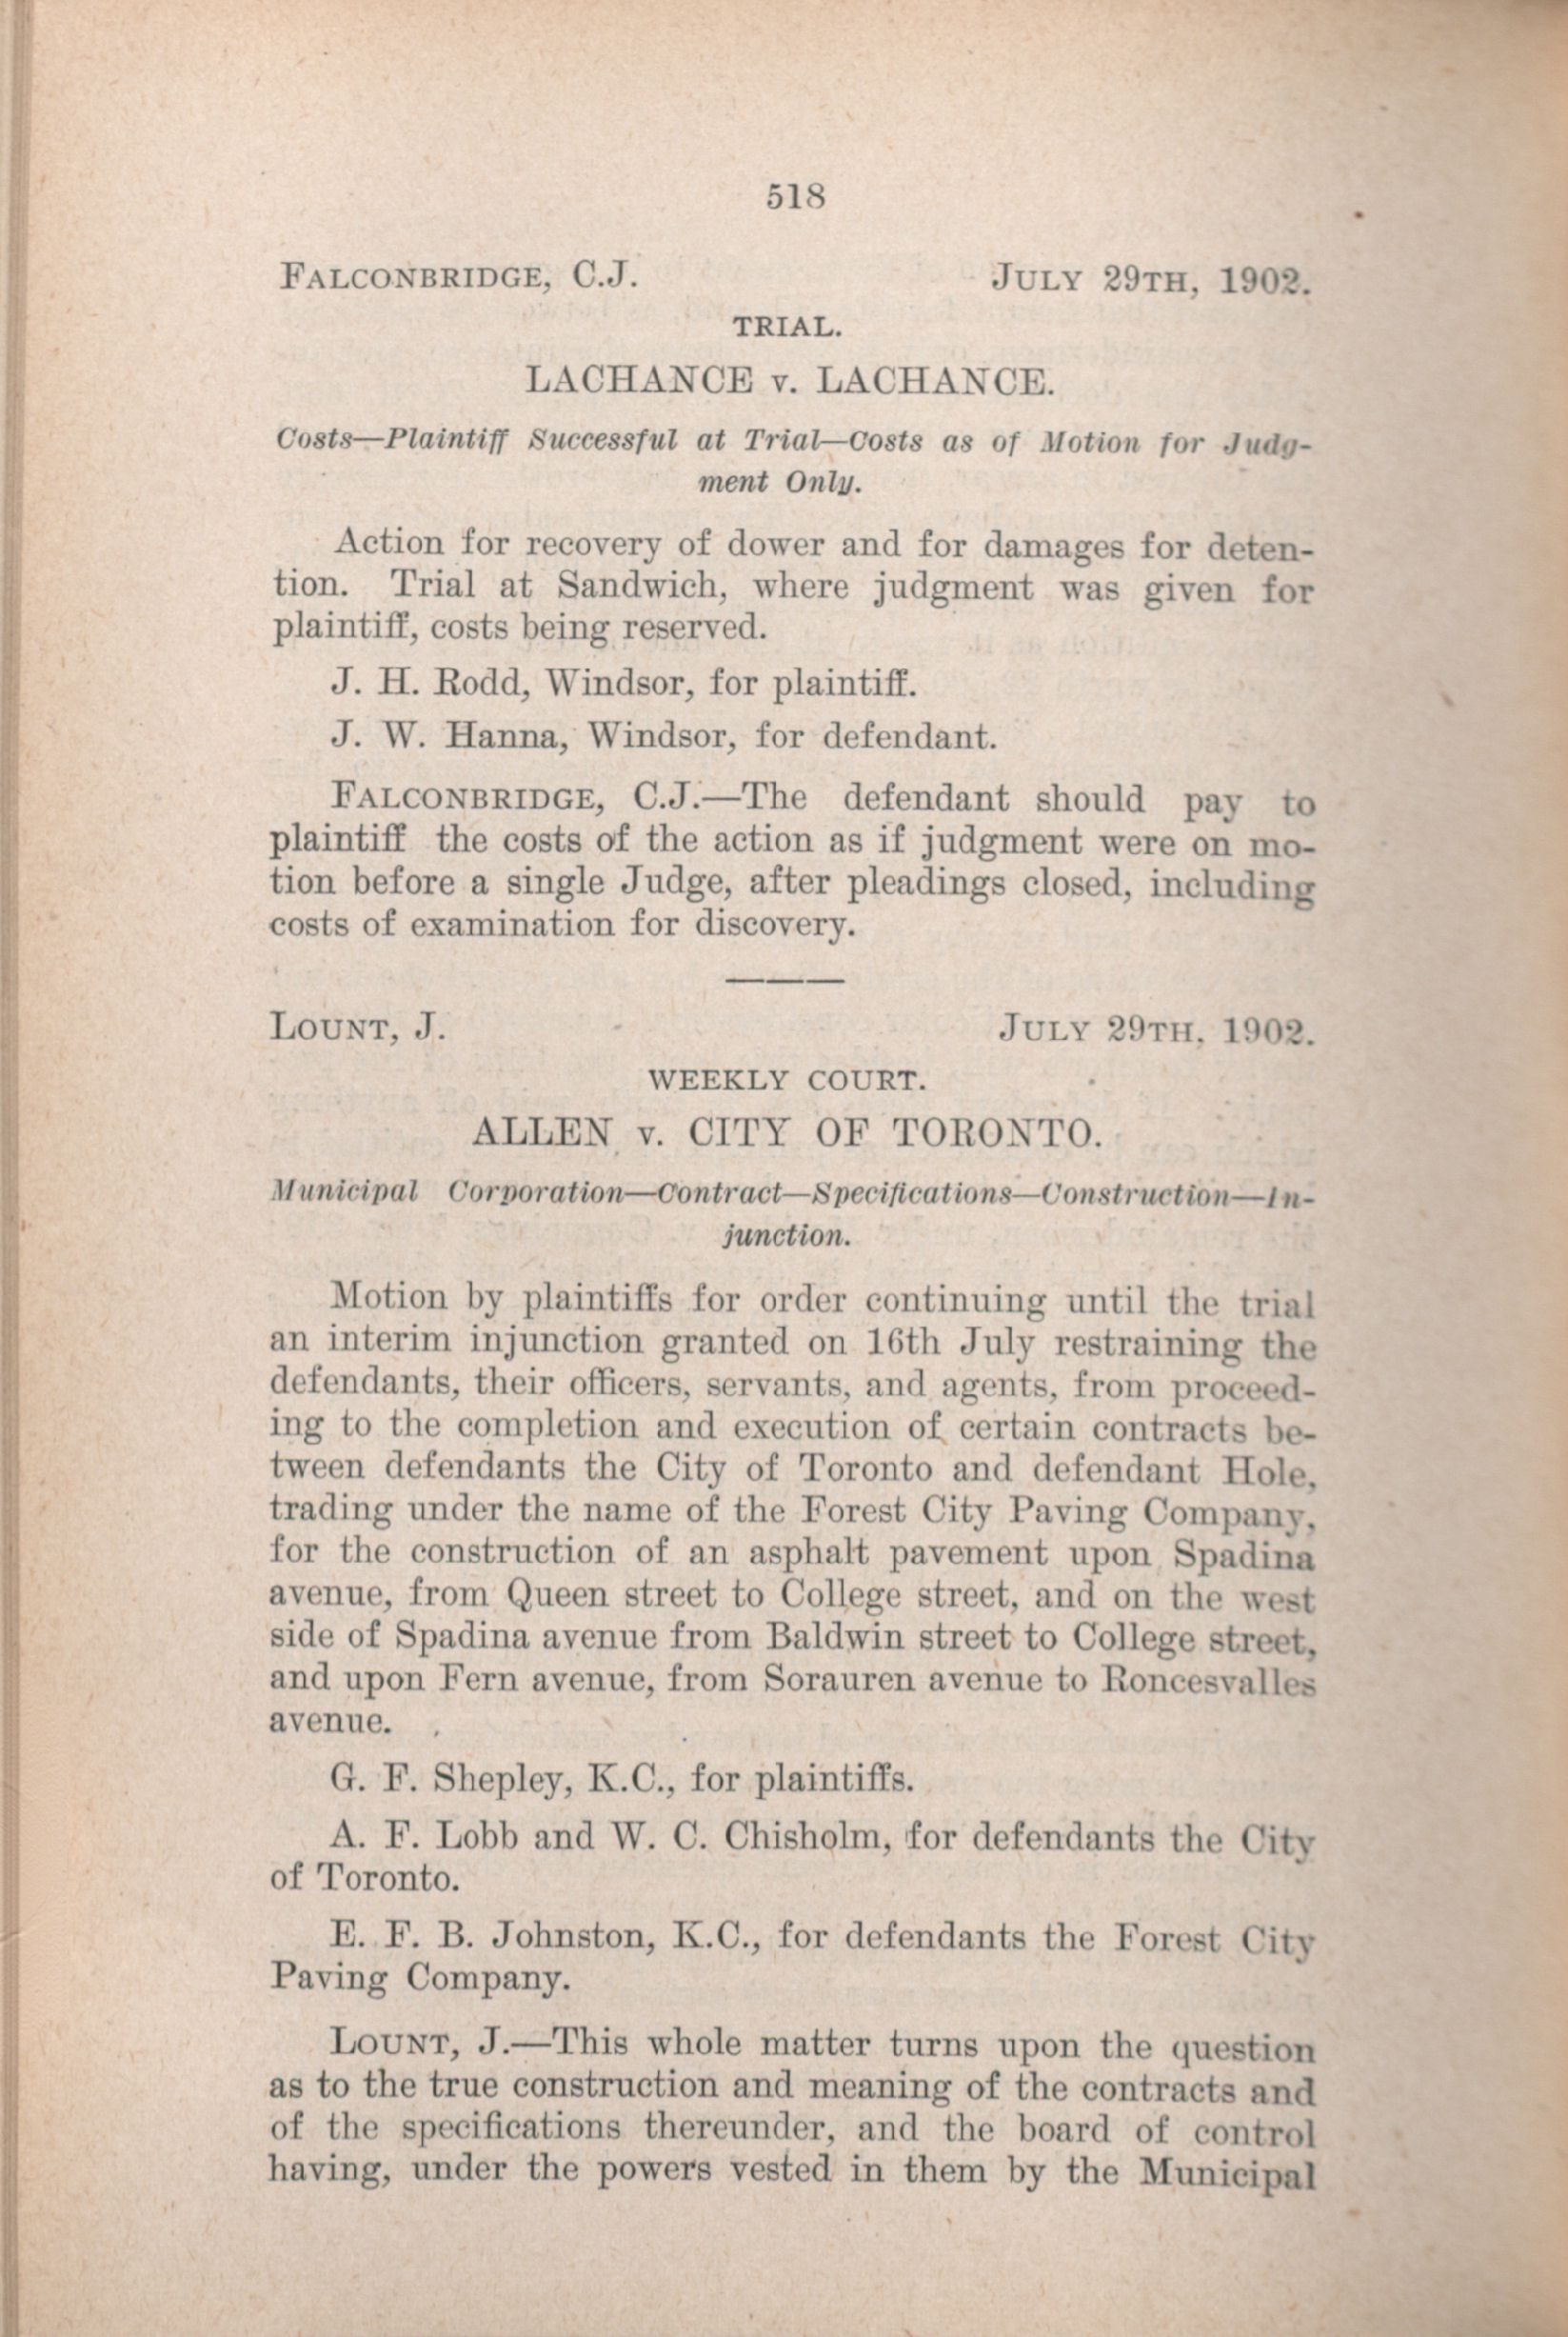 518
FALCONBRIDGE, C.J. JULY 29TH, 1902.
TRIAL.
LACHANCE v. LACHANCE.
Costs—Plaintiff Successful at Trial—Costs as of Motion for Judg-
ment Only.
Action for recovery of dower and for damages for deten-
tion. Trial at Sandwich, where judgment was given for
plaintiff, costs being reserved.
J. H. Rodd, Windsor, for plaintiff.
J. W. Hanna, Windsor, for defendant.
FALCONBRIDGE, C.J.—The defendant should pay to
plaintiff the costs of the action as if judgment were on mo-
tion before a single Judge, after pleadings closed, including
costs of examination for discovery.
LOUNT, J. JULY 29TH, 1902.
WEEKLY COURT.
ALLEN v. CITY OF TORONTO.
Municipal Corporation—Contract—Specifications—Construction—In-
junction.
Motion by plaintiffs for order continuing until the trial
an interim injunction granted on 16th July restraining the
defendants, their officers, servants, and agents, from proceed-
ing to the completion and execution of certain contracts be-
tween defendants the City of Toronto and defendant Hole,
trading under the name of the Forest City Paving Company,
for the construction of an asphalt pavement upon Spadina
avenue, from Queen street to College street, and on the west
side of Spadina avenue from Baldwin street to College street,
and upon Fern avenue, from Sorauren avenue to Roncesvalles
avenue.
G. F. Shepley, K.C., for plaintiffs.
A. F. Lobb and W. C. Chisholm, for defendants the City
of Toronto.
E. F. B. Johnston, K.C., for defendants the Forest City
Paving Company.
LOUNT, J.—This whole matter turns upon the question
as to the true construction and meaning of the contracts and
of the specifications thereunder, and the board of control
having, under the powers vested in them by the Municipal